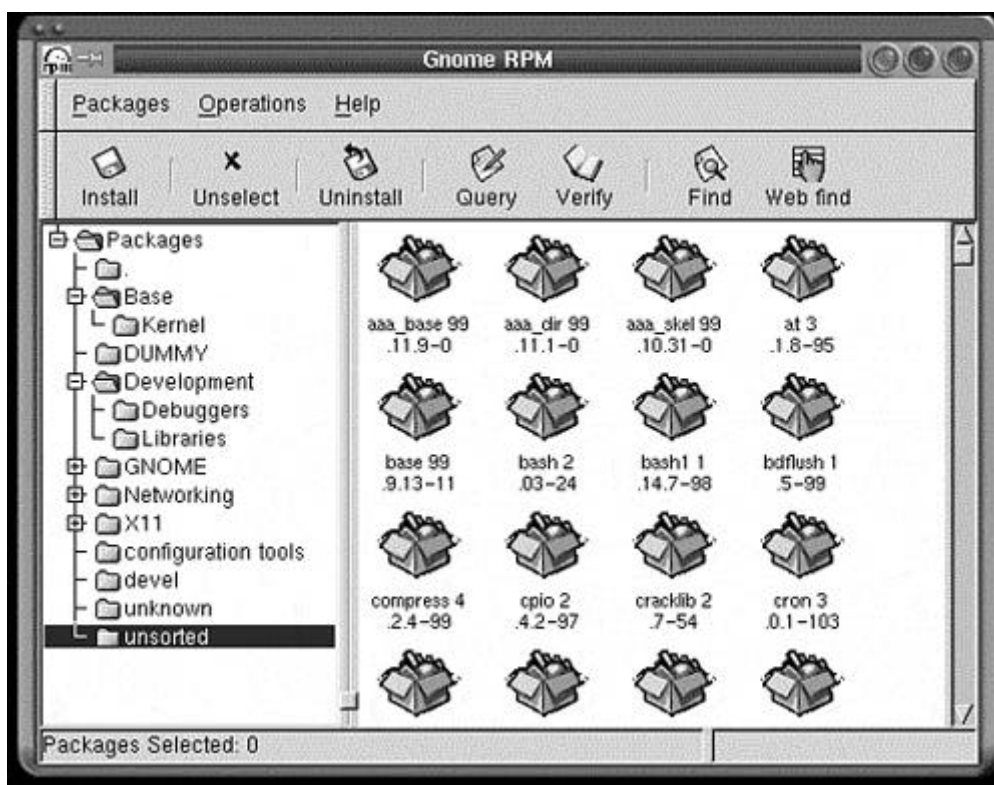 rpm
Gnome RPM
Packages Operations Help
Install Unselect Uninstall Query Verify Find Web find
Packages
.
Base
Kernel
DUMMY
Development
Debuggers
Libraries
GNOME
Networking
X11
configuration tools
devel
unknown
unsorted
aaa_base 99
.11.9-0
aaa_dir 99
.11.1-0
aaa_skel 99
.10.31-0
at 3
.1.8-95
base 99
.9.13-11
bash 2
.03-24
bash1 1
.14.7-98
bdflush 1
.5-99
compress 4
.2.4-99
cpio 2
.4.2-97
cracklib 2
.7-54
cron 3
.0.1-103
Packages Selected: 0